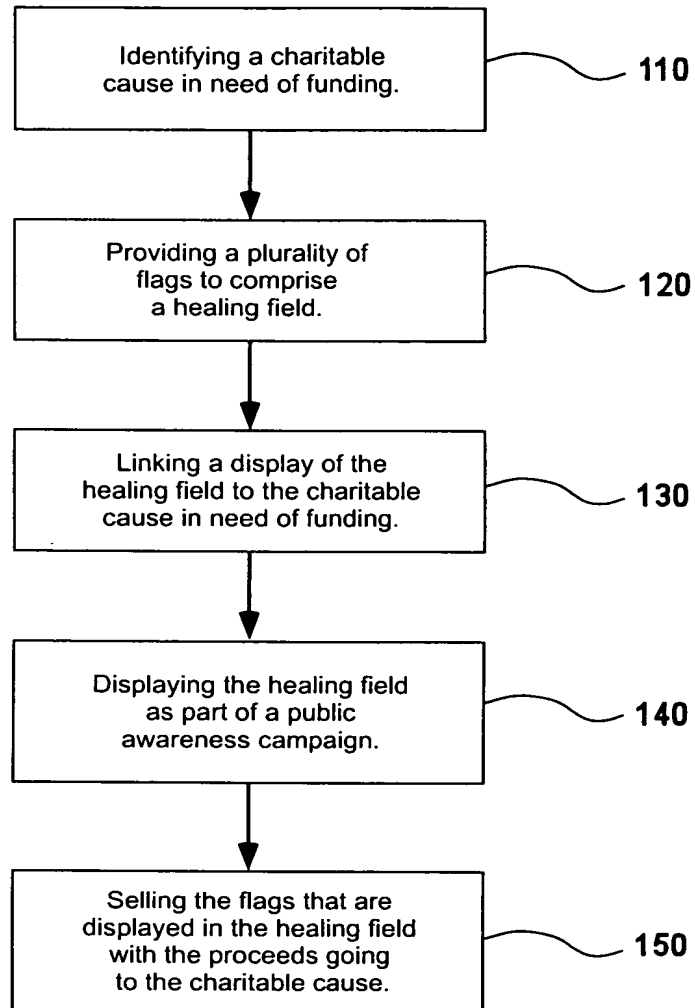 Identifying a charitable
cause in need of funding.
110
Providing a plurality of
flags to comprise
a healing field.
120
Linking a display of the
healing field to the charitable
cause in need of funding.
130
Displaying the healing field
as part of a public
awareness campaign.
140
Selling the flags that are
displayed in the healing field
with the proceeds going
to the charitable cause.
150